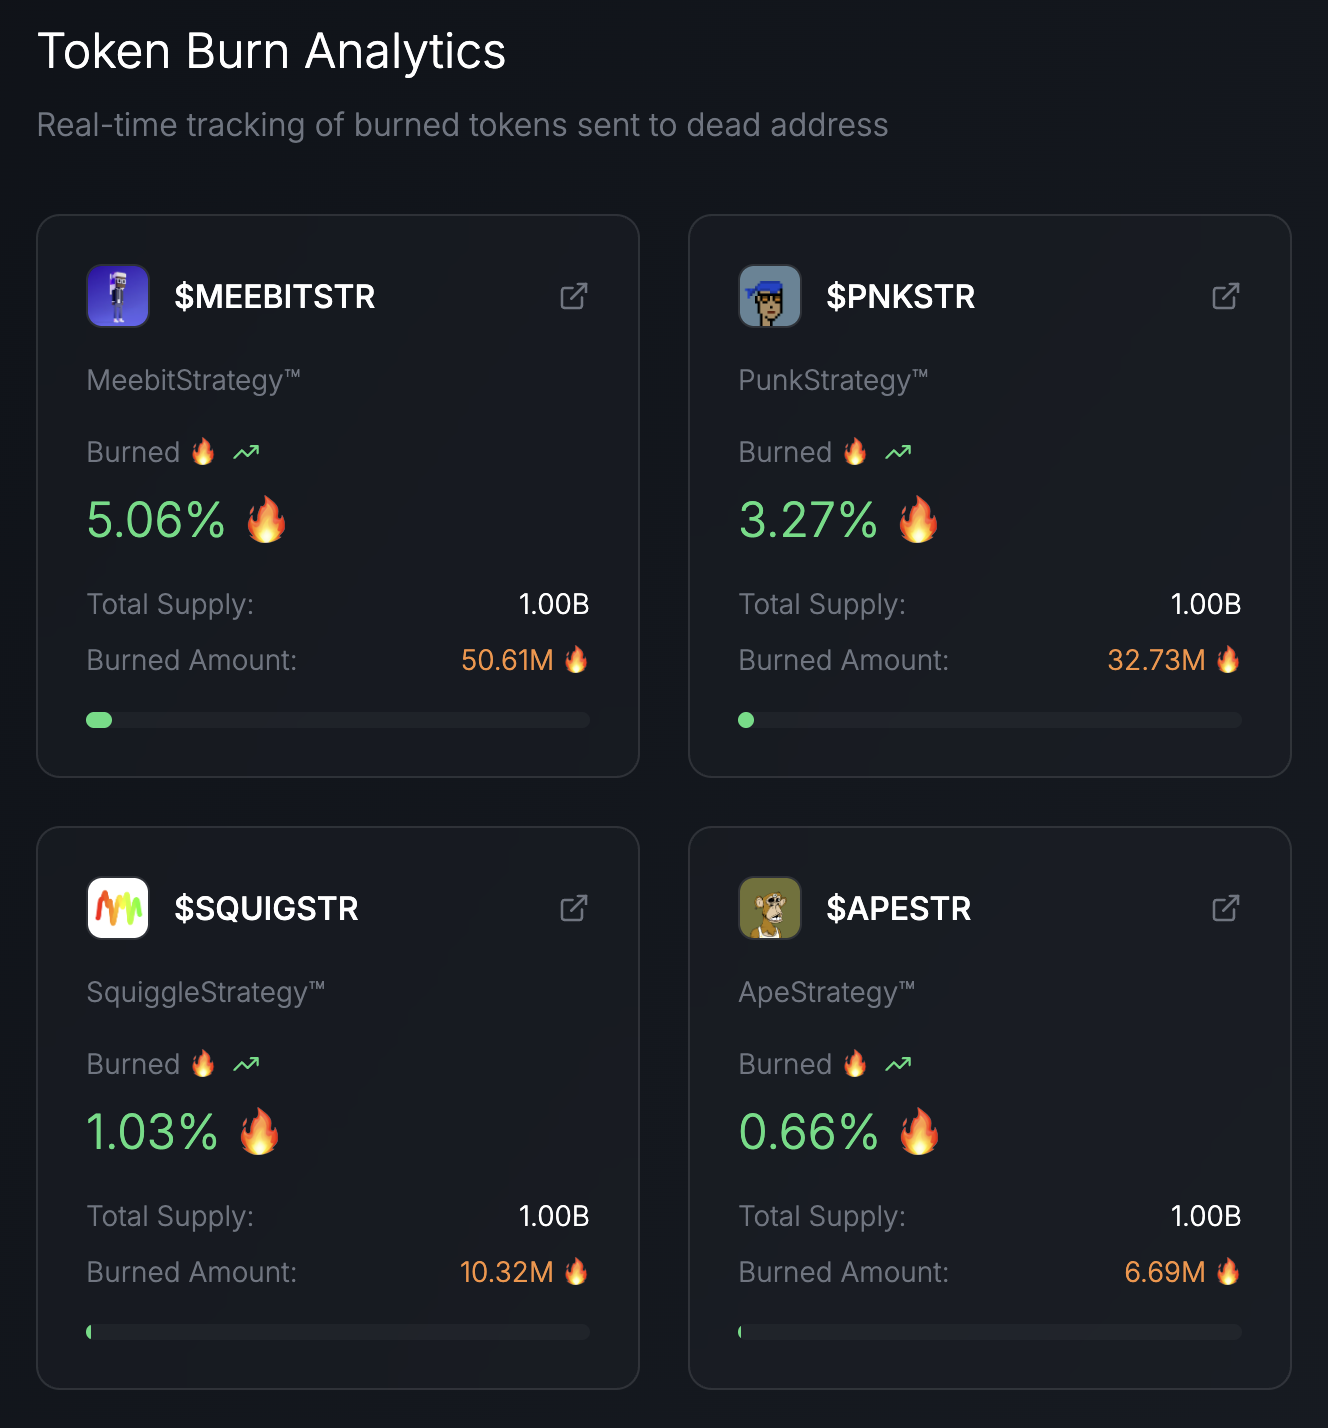 Token Burn Analytics
Real-time tracking of burned tokens sent to dead address
$MEEBITSTR
MeebitStrategy™
Burned 🔥
5.06% 🔥
Total Supply: 1.00B
Burned Amount: 50.61M 🔥
$PNKSTR
PunkStrategy™
Burned 🔥
3.27% 🔥
Total Supply: 1.00B
Burned Amount: 32.73M 🔥
$SQUIGSTR
SquiggleStrategy™
Burned 🔥
1.03% 🔥
Total Supply: 1.00B
Burned Amount: 10.32M 🔥
$APESTR
ApeStrategy™
Burned 🔥
0.66% 🔥
Total Supply: 1.00B
Burned Amount: 6.69M 🔥